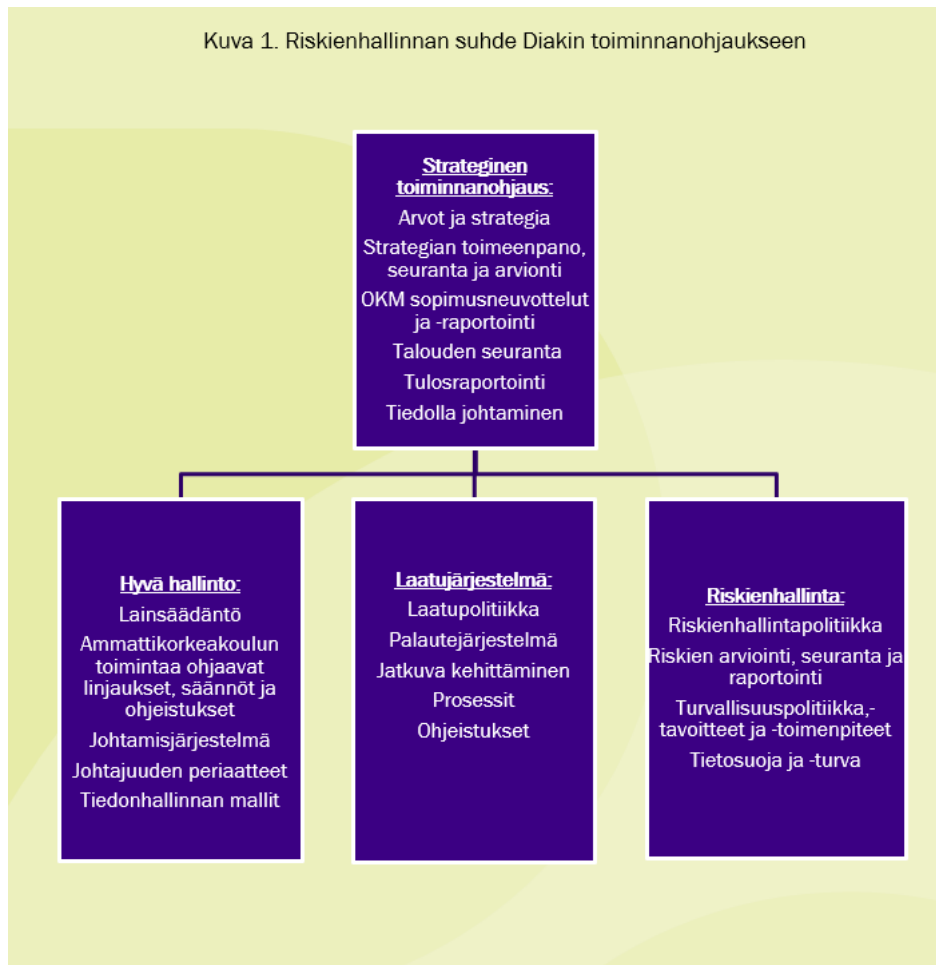 Kuva 1. Riskienhallinnan suhde Diakin toiminnanohjaukseen
Strateginen
toiminnanohjaus:
Arvot ja strategia
Strategian toimeenpano,
seuranta ja arvionti
OKM sopimusneuvottelut
ja -raportointi
Talouden seuranta
Tulosraportointi
Tiedolla johtaminen
Hyvä hallinto:
Lainsäädäntö
Ammattikorkeakoulun
toimintaa ohjaavat
linjaukset, säännöt ja
ohjeistukset
Johtamisjärjestelmä
Johtajuuden periaatteet
Tiedonhallinnan mallit
Laatujärjestelmä:
Laatupolitiikka
Palautejärjestelmä
Jatkuva kehittäminen
Prosessit
Ohjeistukset
Riskienhallinta:
Riskienhallintapolitiikka
Riskien arviointi, seuranta ja
raportointi
Turvallisuuspolitiikka,-
tavoitteet ja -toimenpiteet
Tietosuoja ja -turva